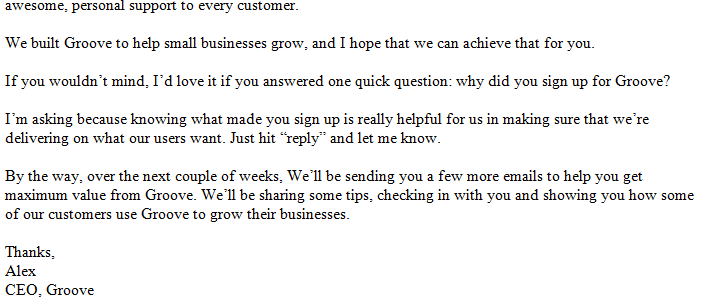 awesome, personal support to every customer.
We built Groove to help small businesses grow, and I hope that we can achieve that for you.
If you wouldn’t mind, I’d love it if you answered one quick question: why did you sign up for Groove?
I’m asking because knowing what made you sign up is really helpful for us in making sure that we’re
delivering on what our users want. Just hit “reply” and let me know.
By the way, over the next couple of weeks, We’ll be sending you a few more emails to help you get
maximum value from Groove. We’ll be sharing some tips, checking in with you and showing you how some
of our customers use Groove to grow their businesses.
Thanks,
Alex
CEO, Groove